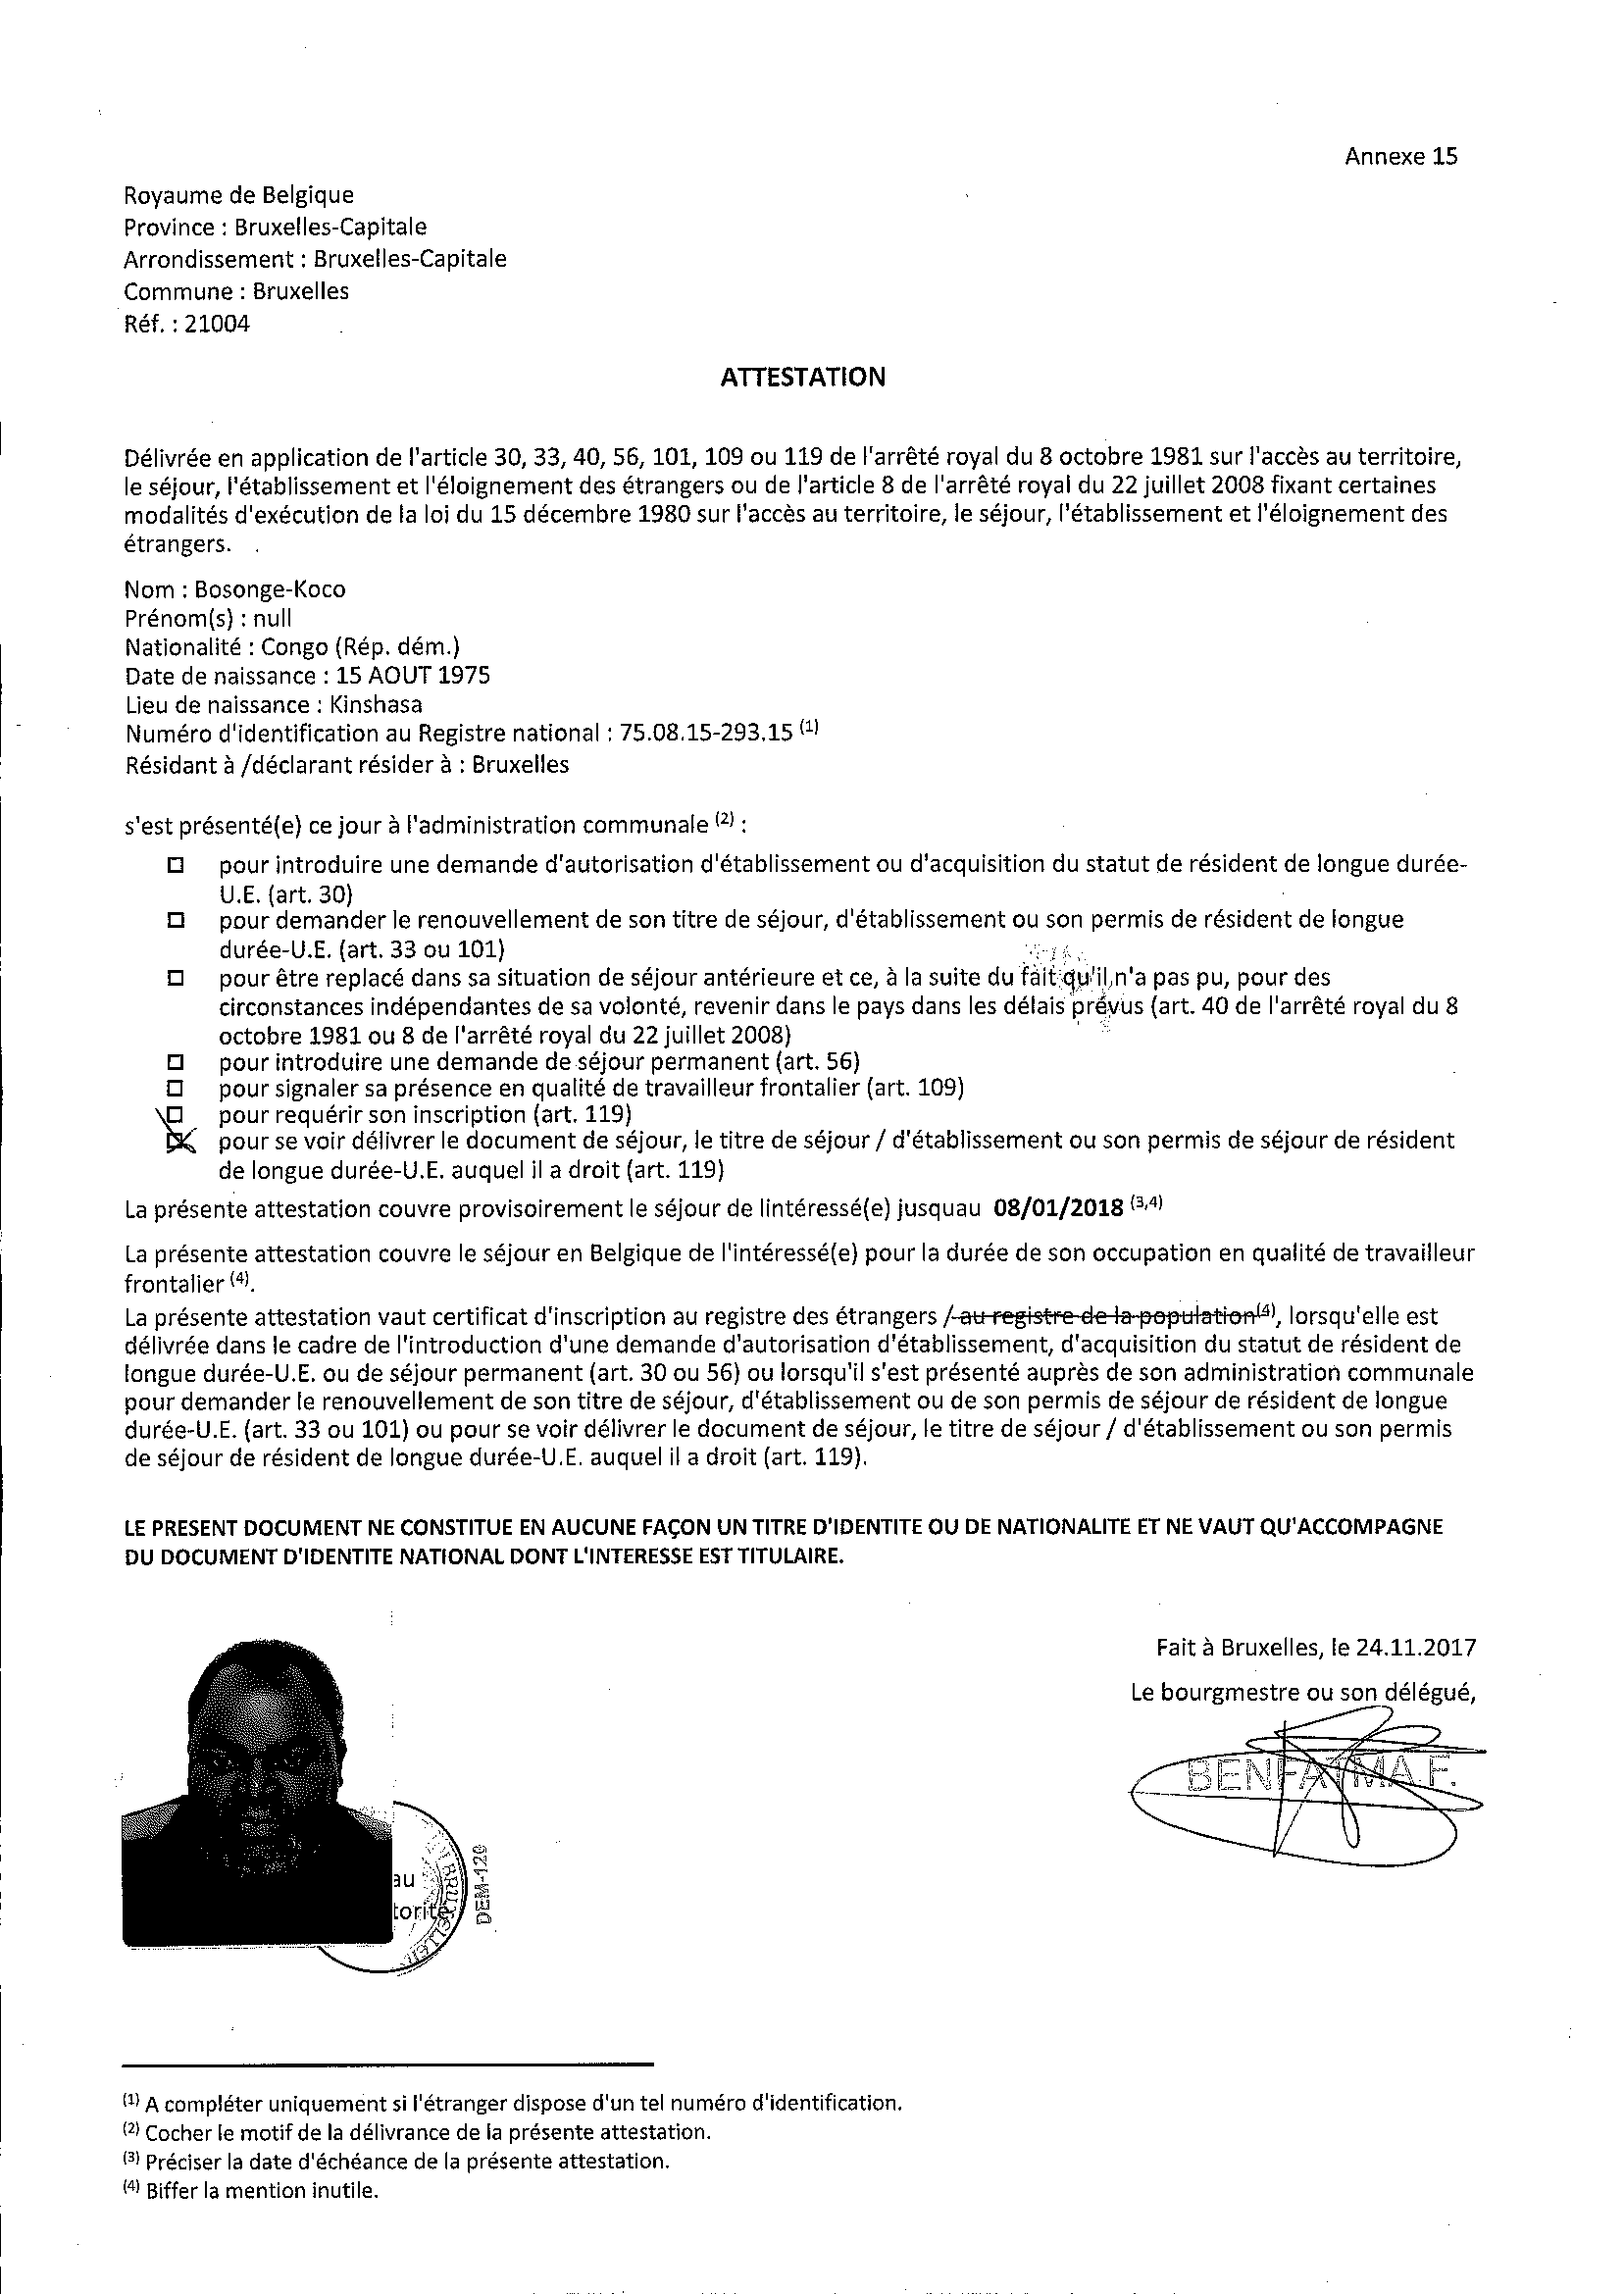 Annexe 15
Royaume de Belgique
Province : Bruxelles-Capitale
Arrondissement : Bruxelles-Capitale
Commune : Bruxelles
Réf. : 21004
ATTESTATION
Délivrée en application de l'article 30, 33, 40, 56, 101, 109 ou 119 de l'arrêté royal du 8 octobre 1981 sur l'accès au territoire,
le séjour, l'établissement et l'éloignement des étrangers ou de l'article 8 de l'arrêté royal du 22 juillet 2008 fixant certaines
modalités d'exécution de la loi du 15 décembre 1980 sur l'accès au territoire, le séjour, l'établissement et l'éloignement des
étrangers.
Nom : Bosonge-Koco
Prénom(s) : null
Nationalité : Congo (Rép. dém.)
Date de naissance : 15 AOUT 1975
Lieu de naissance : Kinshasa
Numéro d'identification au Registre national : 75.08.15-293.15 (1)
Résidant à /déclarant résider à : Bruxelles
s'est présenté(e) ce jour à l'administration communale (2) :
pour introduire une demande d'autorisation d'établissement ou d'acquisition du statut de résident de longue durée-
U.E. (art. 30)
pour demander le renouvellement de son titre de séjour, d'établissement ou son permis de résident de longue
durée-U.E. (art. 33 ou 101)
pour être replacé dans sa situation de séjour antérieure et ce, à la suite du fait qu'il n'a pas pu, pour des
circonstances indépendantes de sa volonté, revenir dans le pays dans les délais prévus (art. 40 de l'arrêté royal du 8
octobre 1981 ou 8 de l'arrêté royal du 22 juillet 2008)
pour introduire une demande de séjour permanent (art. 56)
pour signaler sa présence en qualité de travailleur frontalier (art. 109)
pour requérir son inscription (art. 119)
pour se voir délivrer le document de séjour, le titre de séjour / d'établissement ou son permis de séjour de résident
de longue durée-U.E. auquel il a droit (art. 119)
La présente attestation couvre provisoirement le séjour de lintéressé(e) jusquau 08/01/2018 (3,4)
La présente attestation couvre le séjour en Belgique de l'intéressé(e) pour la durée de son occupation en qualité de travailleur
frontalier (4).
La présente attestation vaut certificat d'inscription au registre des étrangers / au registre de la population(4), lorsqu'elle est
délivrée dans le cadre de l'introduction d'une demande d'autorisation d'établissement, d'acquisition du statut de résident de
longue durée-U.E. ou de séjour permanent (art. 30 ou 56) ou lorsqu'il s'est présenté auprès de son administration communale
pour demander le renouvellement de son titre de séjour, d'établissement ou de son permis de séjour de résident de longue
durée-U.E. (art. 33 ou 101) ou pour se voir délivrer le document de séjour, le titre de séjour / d'établissement ou son permis
de séjour de résident de longue durée-U.E. auquel il a droit (art. 119).
LE PRESENT DOCUMENT NE CONSTITUE EN AUCUNE FAÇON UN TITRE D'IDENTITE OU DE NATIONALITE ET NE VAUT QU'ACCOMPAGNE
DU DOCUMENT D'IDENTITE NATIONAL DONT L'INTERESSE EST TITULAIRE.
Fait à Bruxelles, le 24.11.2017
Le bourgmestre ou son délégué,
BENFATMA F.
au
torité
DEM-120
(1) A compléter uniquement si l'étranger dispose d'un tel numéro d'identification.
(2) Cocher le motif de la délivrance de la présente attestation.
(3) Préciser la date d'échéance de la présente attestation.
(4) Biffer la mention inutile.